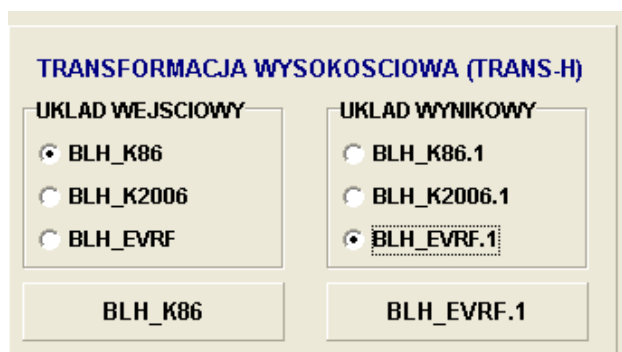 TRANSFORMACJA WYSOKOSCIOWA (TRANS-H)
UKLAD WEJSCIOWY
UKLAD WYNIKOWY
BLH_K86
BLH_K86.1
BLH_K2006
BLH_K2006.1
BLH_EVRF
BLH_EVRF.1
BLH_K86
BLH_EVRF.1